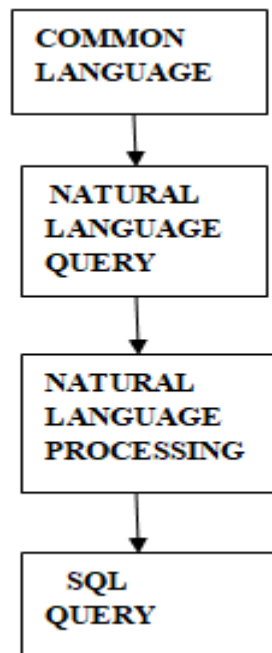 COMMON
LANGUAGE
NATURAL
LANGUAGE
QUERY
NATURAL
LANGUAGE
PROCESSING
SQL
QUERY